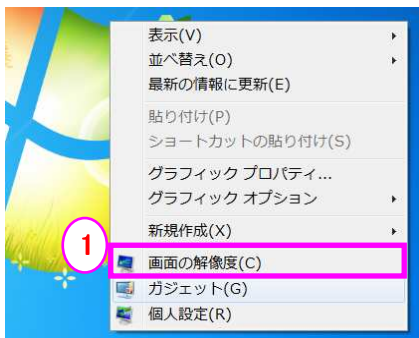 表示(V)
並べ替え(O)
最新の情報に更新(E)
貼り付け(P)
ショートカットの貼り付け(S)
グラフィック プロパティ...
グラフィック オプション
新規作成(X)
1
画面の解像度(C)
ガジェット(G)
個人設定(R)